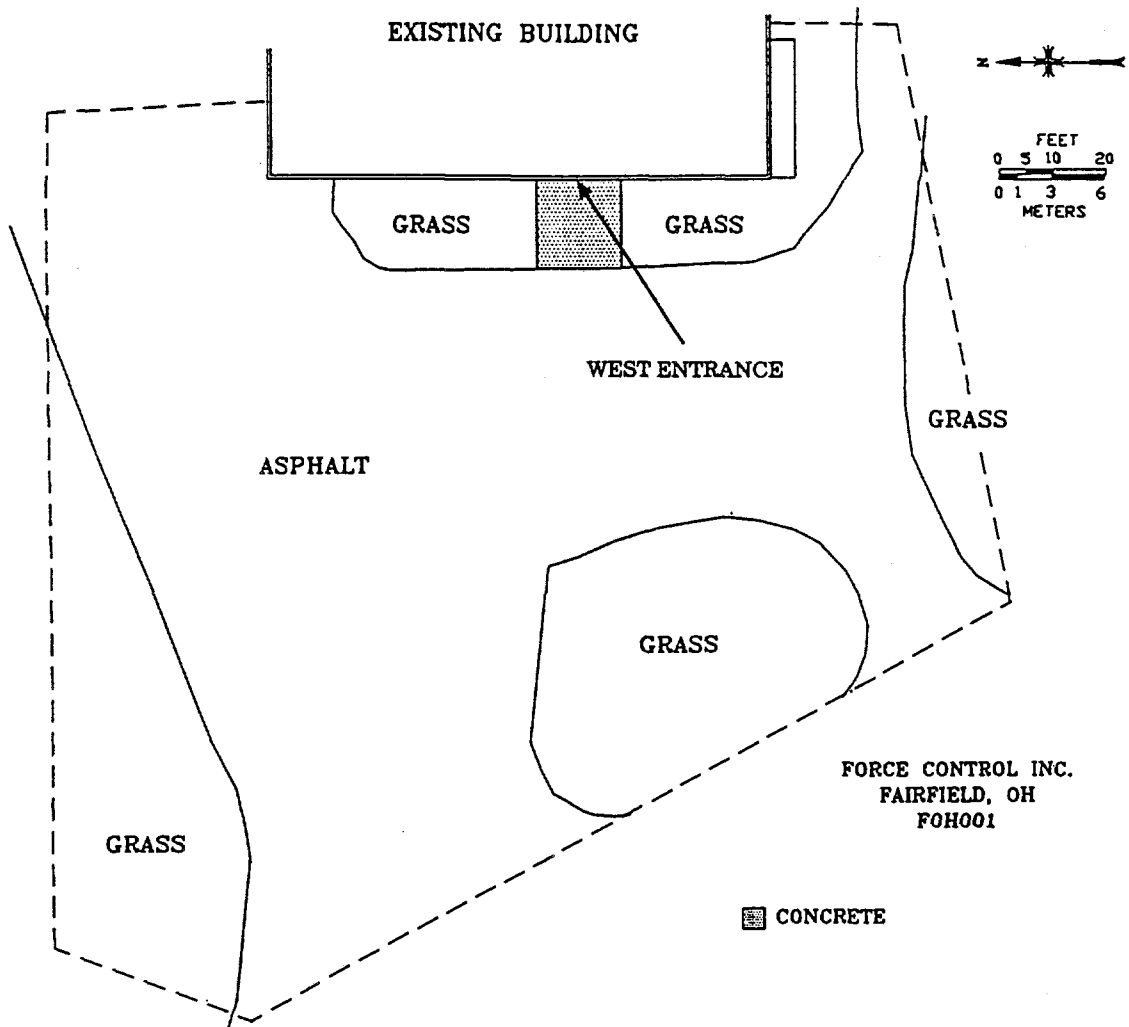 EXISTING BUILDING
N
FEET
0 5 10 20
0 1 3 6
METERS
GRASS
GRASS
WEST ENTRANCE
GRASS
ASPHALT
GRASS
FORCE CONTROL INC.
FAIRFIELD, OH
FOH001
GRASS
CONCRETE